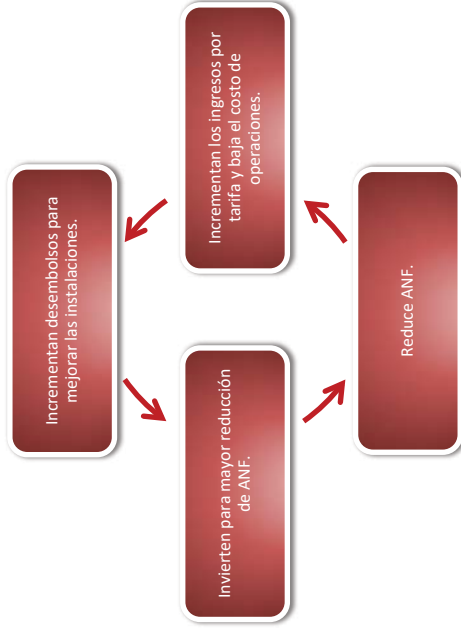 Incrementan desembolsos para
mejorar las instalaciones.
Invierten para mayor reducción
de ANF.
Incrementan los ingresos por
tarifa y baja el costo de
operaciones.
Reduce ANF.